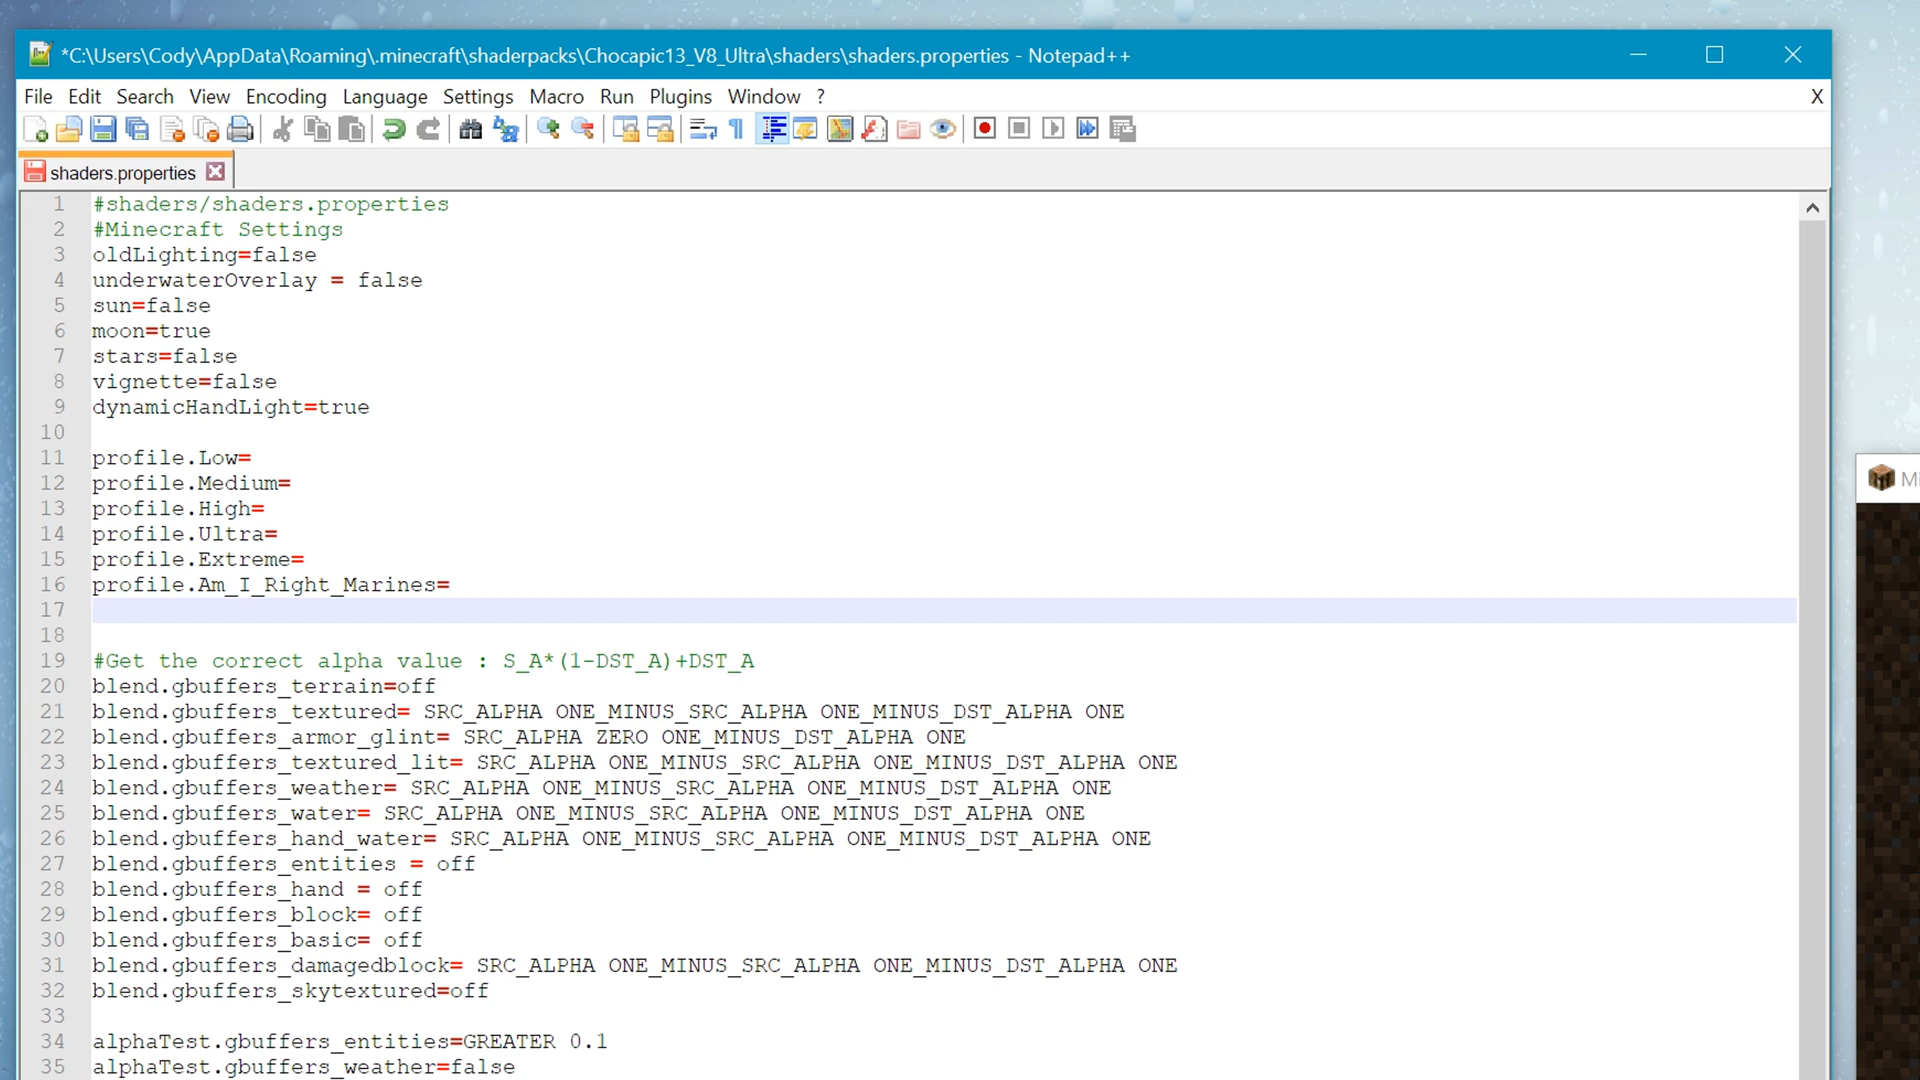 *C:\Users\Cody\AppData\Roaming\.minecraft\shaderpacks\Chocapic13_V8_Ultra\shaders\shaders.properties - Notepad++
File Edit Search View Encoding Language Settings Macro Run Plugins Window ? X
shaders.properties
1 #shaders/shaders.properties
2 #Minecraft Settings
3 oldLighting=false
4 underwaterOverlay = false
5 sun=false
6 moon=true
7 stars=false
8 vignette=false
9 dynamicHandLight=true
10
11 profile.Low=
12 profile.Medium=
13 profile.High=
14 profile.Ultra=
15 profile.Extreme=
16 profile.Am_I_Right_Marines=
17
18
19 #Get the correct alpha value : S_A*(1-DST_A)+DST_A
20 blend.gbuffers_terrain=off
21 blend.gbuffers_textured= SRC_ALPHA ONE_MINUS_SRC_ALPHA ONE_MINUS_DST_ALPHA ONE
22 blend.gbuffers_armor_glint= SRC_ALPHA ZERO ONE_MINUS_DST_ALPHA ONE
23 blend.gbuffers_textured_lit= SRC_ALPHA ONE_MINUS_SRC_ALPHA ONE_MINUS_DST_ALPHA ONE
24 blend.gbuffers_weather= SRC_ALPHA ONE_MINUS_SRC_ALPHA ONE_MINUS_DST_ALPHA ONE
25 blend.gbuffers_water= SRC_ALPHA ONE_MINUS_SRC_ALPHA ONE_MINUS_DST_ALPHA ONE
26 blend.gbuffers_hand_water= SRC_ALPHA ONE_MINUS_SRC_ALPHA ONE_MINUS_DST_ALPHA ONE
27 blend.gbuffers_entities = off
28 blend.gbuffers_hand = off
29 blend.gbuffers_block= off
30 blend.gbuffers_basic= off
31 blend.gbuffers_damagedblock= SRC_ALPHA ONE_MINUS_SRC_ALPHA ONE_MINUS_DST_ALPHA ONE
32 blend.gbuffers_skytextured=off
33
34 alphaTest.gbuffers_entities=GREATER 0.1
35 alphaTest.gbuffers_weather=false